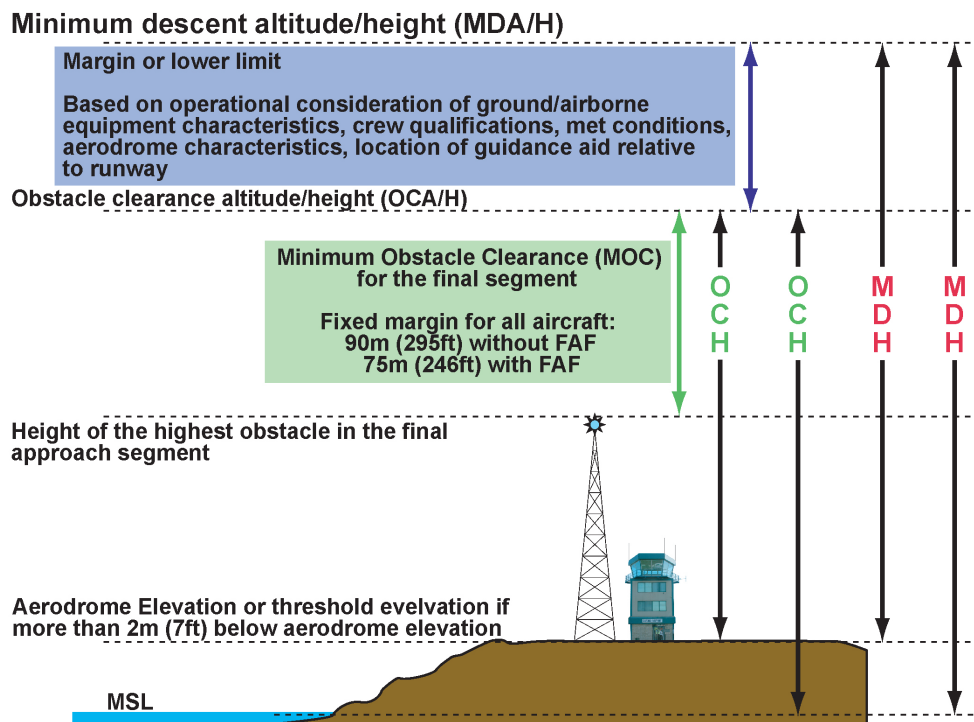 Minimum descent altitude/height (MDA/H)
Margin or lower limit
Based on operational consideration of ground/airborne
equipment characteristics, crew qualifications, met conditions,
aerodrome characteristics, location of guidance aid relative
to runway
Obstacle clearance altitude/height (OCA/H)
Minimum Obstacle Clearance (MOC)
for the final segment
Fixed margin for all aircraft:
90m (295ft) without FAF
75m (246ft) with FAF
O
C
H
O
C
H
M
D
H
M
D
H
Height of the highest obstacle in the final
approach segment
Aerodrome Elevation or threshold evelvation if
more than 2m (7ft) below aerodrome elevation
MSL